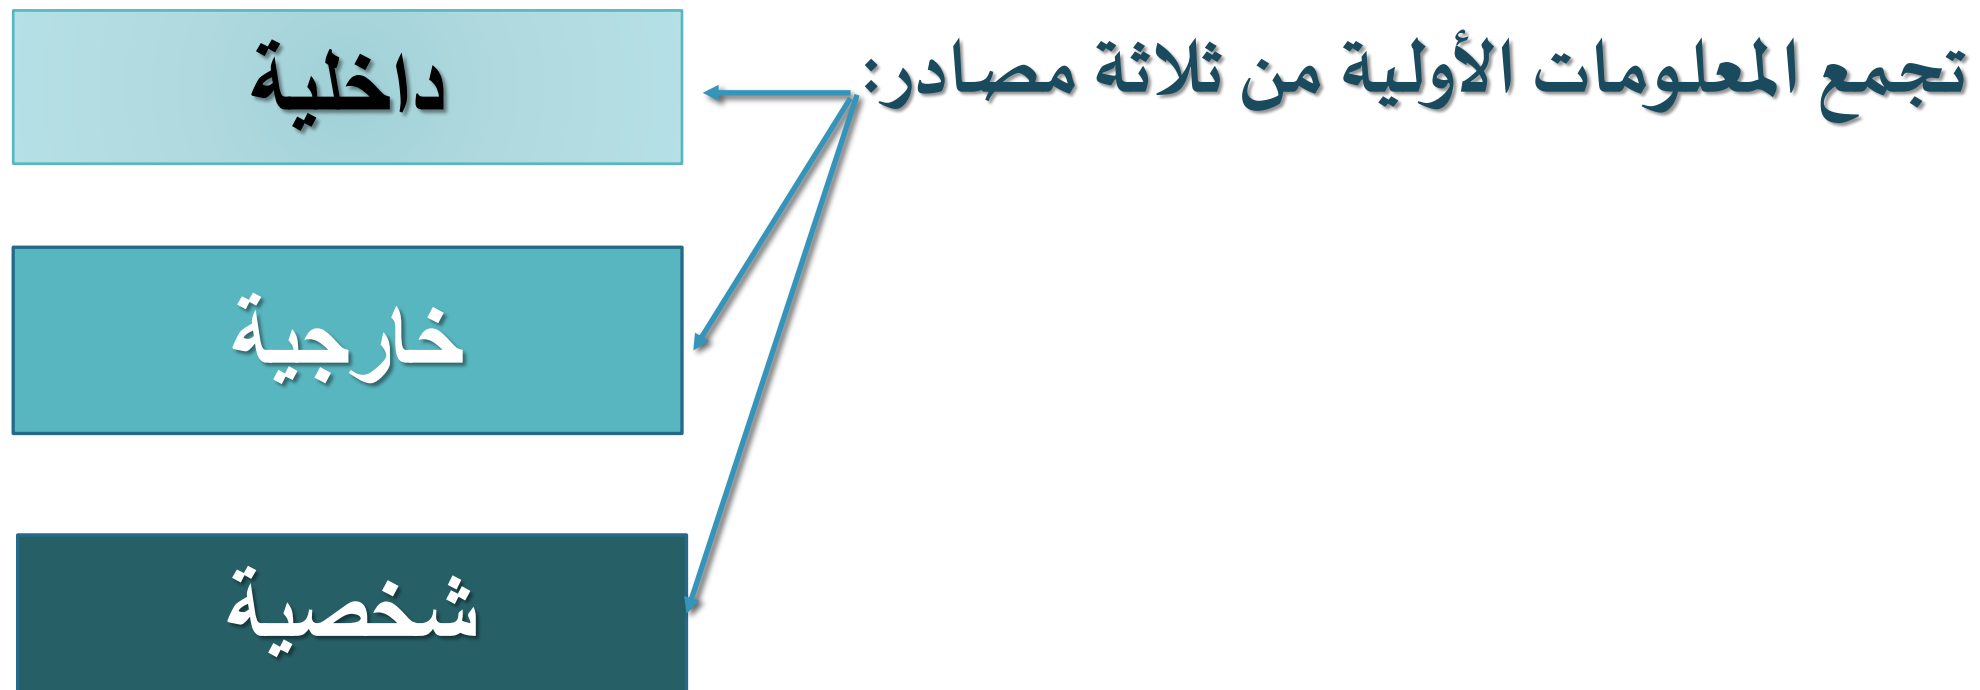 تجمع المعلومات الأولية من ثلاثة مصادر:
داخلية
خارجية
شخصية